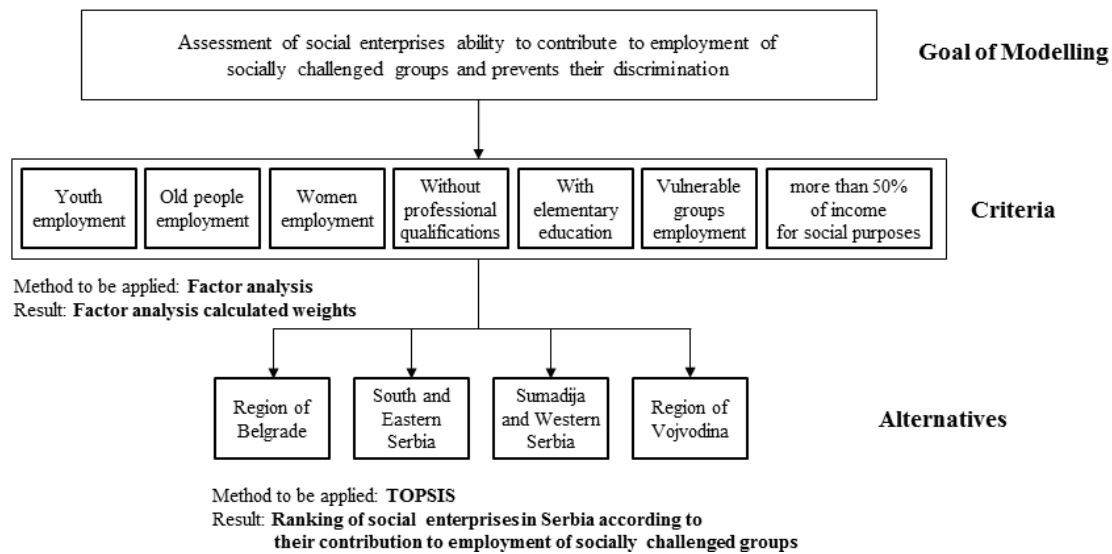 Assessment of social enterprises ability to contribute to employment of
socially challenged groups and prevents their discrimination
Goal of Modelling
Youth
employment
Old people
employment
Women
employment
Without
professional
qualifications
With
elementary
education
Vulnerable
groups
employment
more than 50%
of income
for social purposes
Criteria
Method to be applied: Factor analysis
Result: Factor analysis calculated weights
Region of
Belgrade
South and
Eastern
Serbia
Sumadija
and Western
Serbia
Region of
Vojvodina
Alternatives
Method to be applied: TOPSIS
Result: Ranking of social enterprises in Serbia according to
their contribution to employment of socially challenged groups